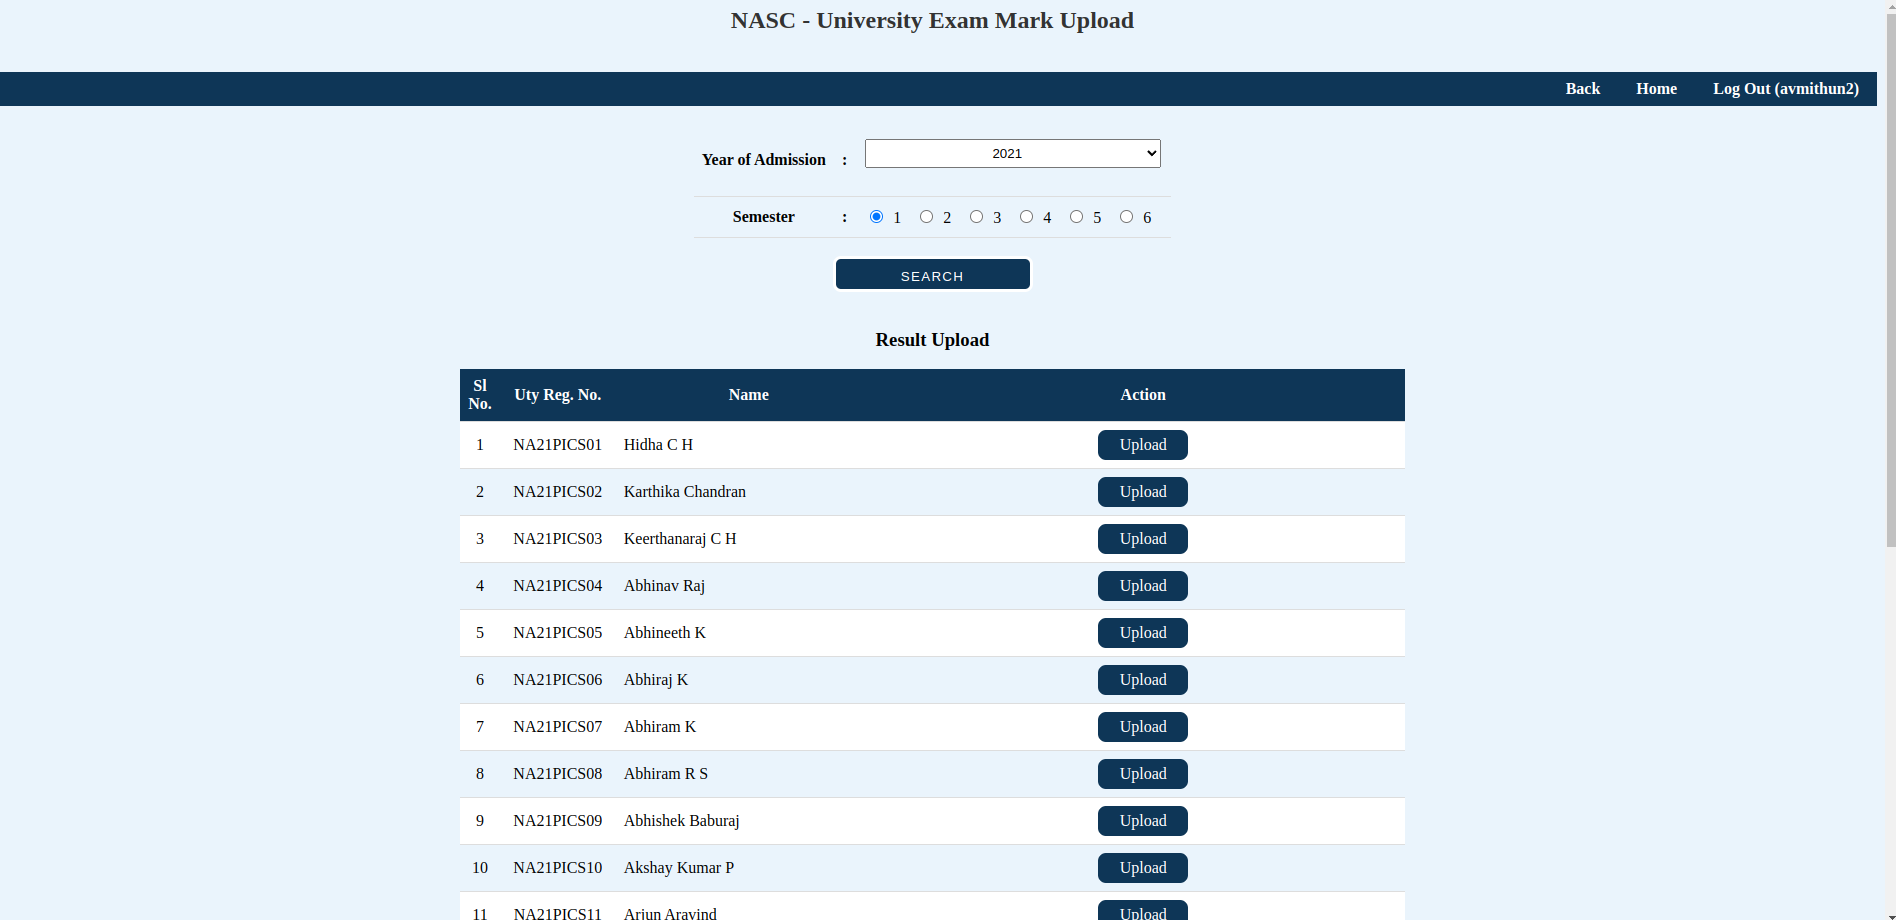 NASC - University Exam Mark Upload
Back Home Log Out (avmithun2)
Year of Admission : 2021
Semester : 1 2 3 4 5 6
SEARCH
Result Upload
Sl No. Uty Reg. No. Name Action
1 NA21PICS01 Hidha C H Upload
2 NA21PICS02 Karthika Chandran Upload
3 NA21PICS03 Keerthanaraj C H Upload
4 NA21PICS04 Abhinav Raj Upload
5 NA21PICS05 Abhineeth K Upload
6 NA21PICS06 Abhiraj K Upload
7 NA21PICS07 Abhiram K Upload
8 NA21PICS08 Abhiram R S Upload
9 NA21PICS09 Abhishek Baburaj Upload
10 NA21PICS10 Akshay Kumar P Upload
11 NA21PICS11 Arjun Aravind Upload